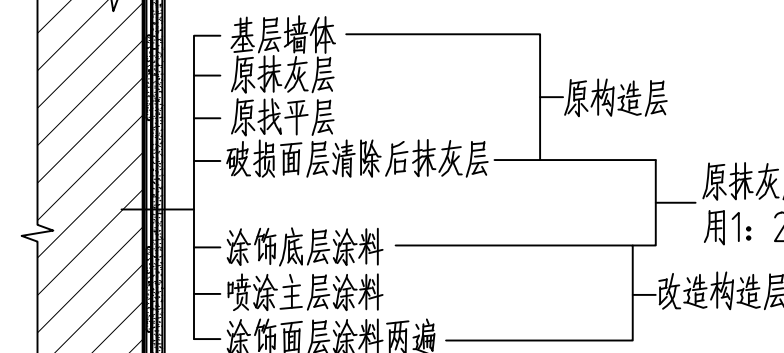 基层墙体
原抹灰层
原找平层
破损面层清除后抹灰层
涂饰底层涂料
喷涂主层涂料
涂饰面层涂料两遍
原构造层
原抹灰
用1：2
改造构造层